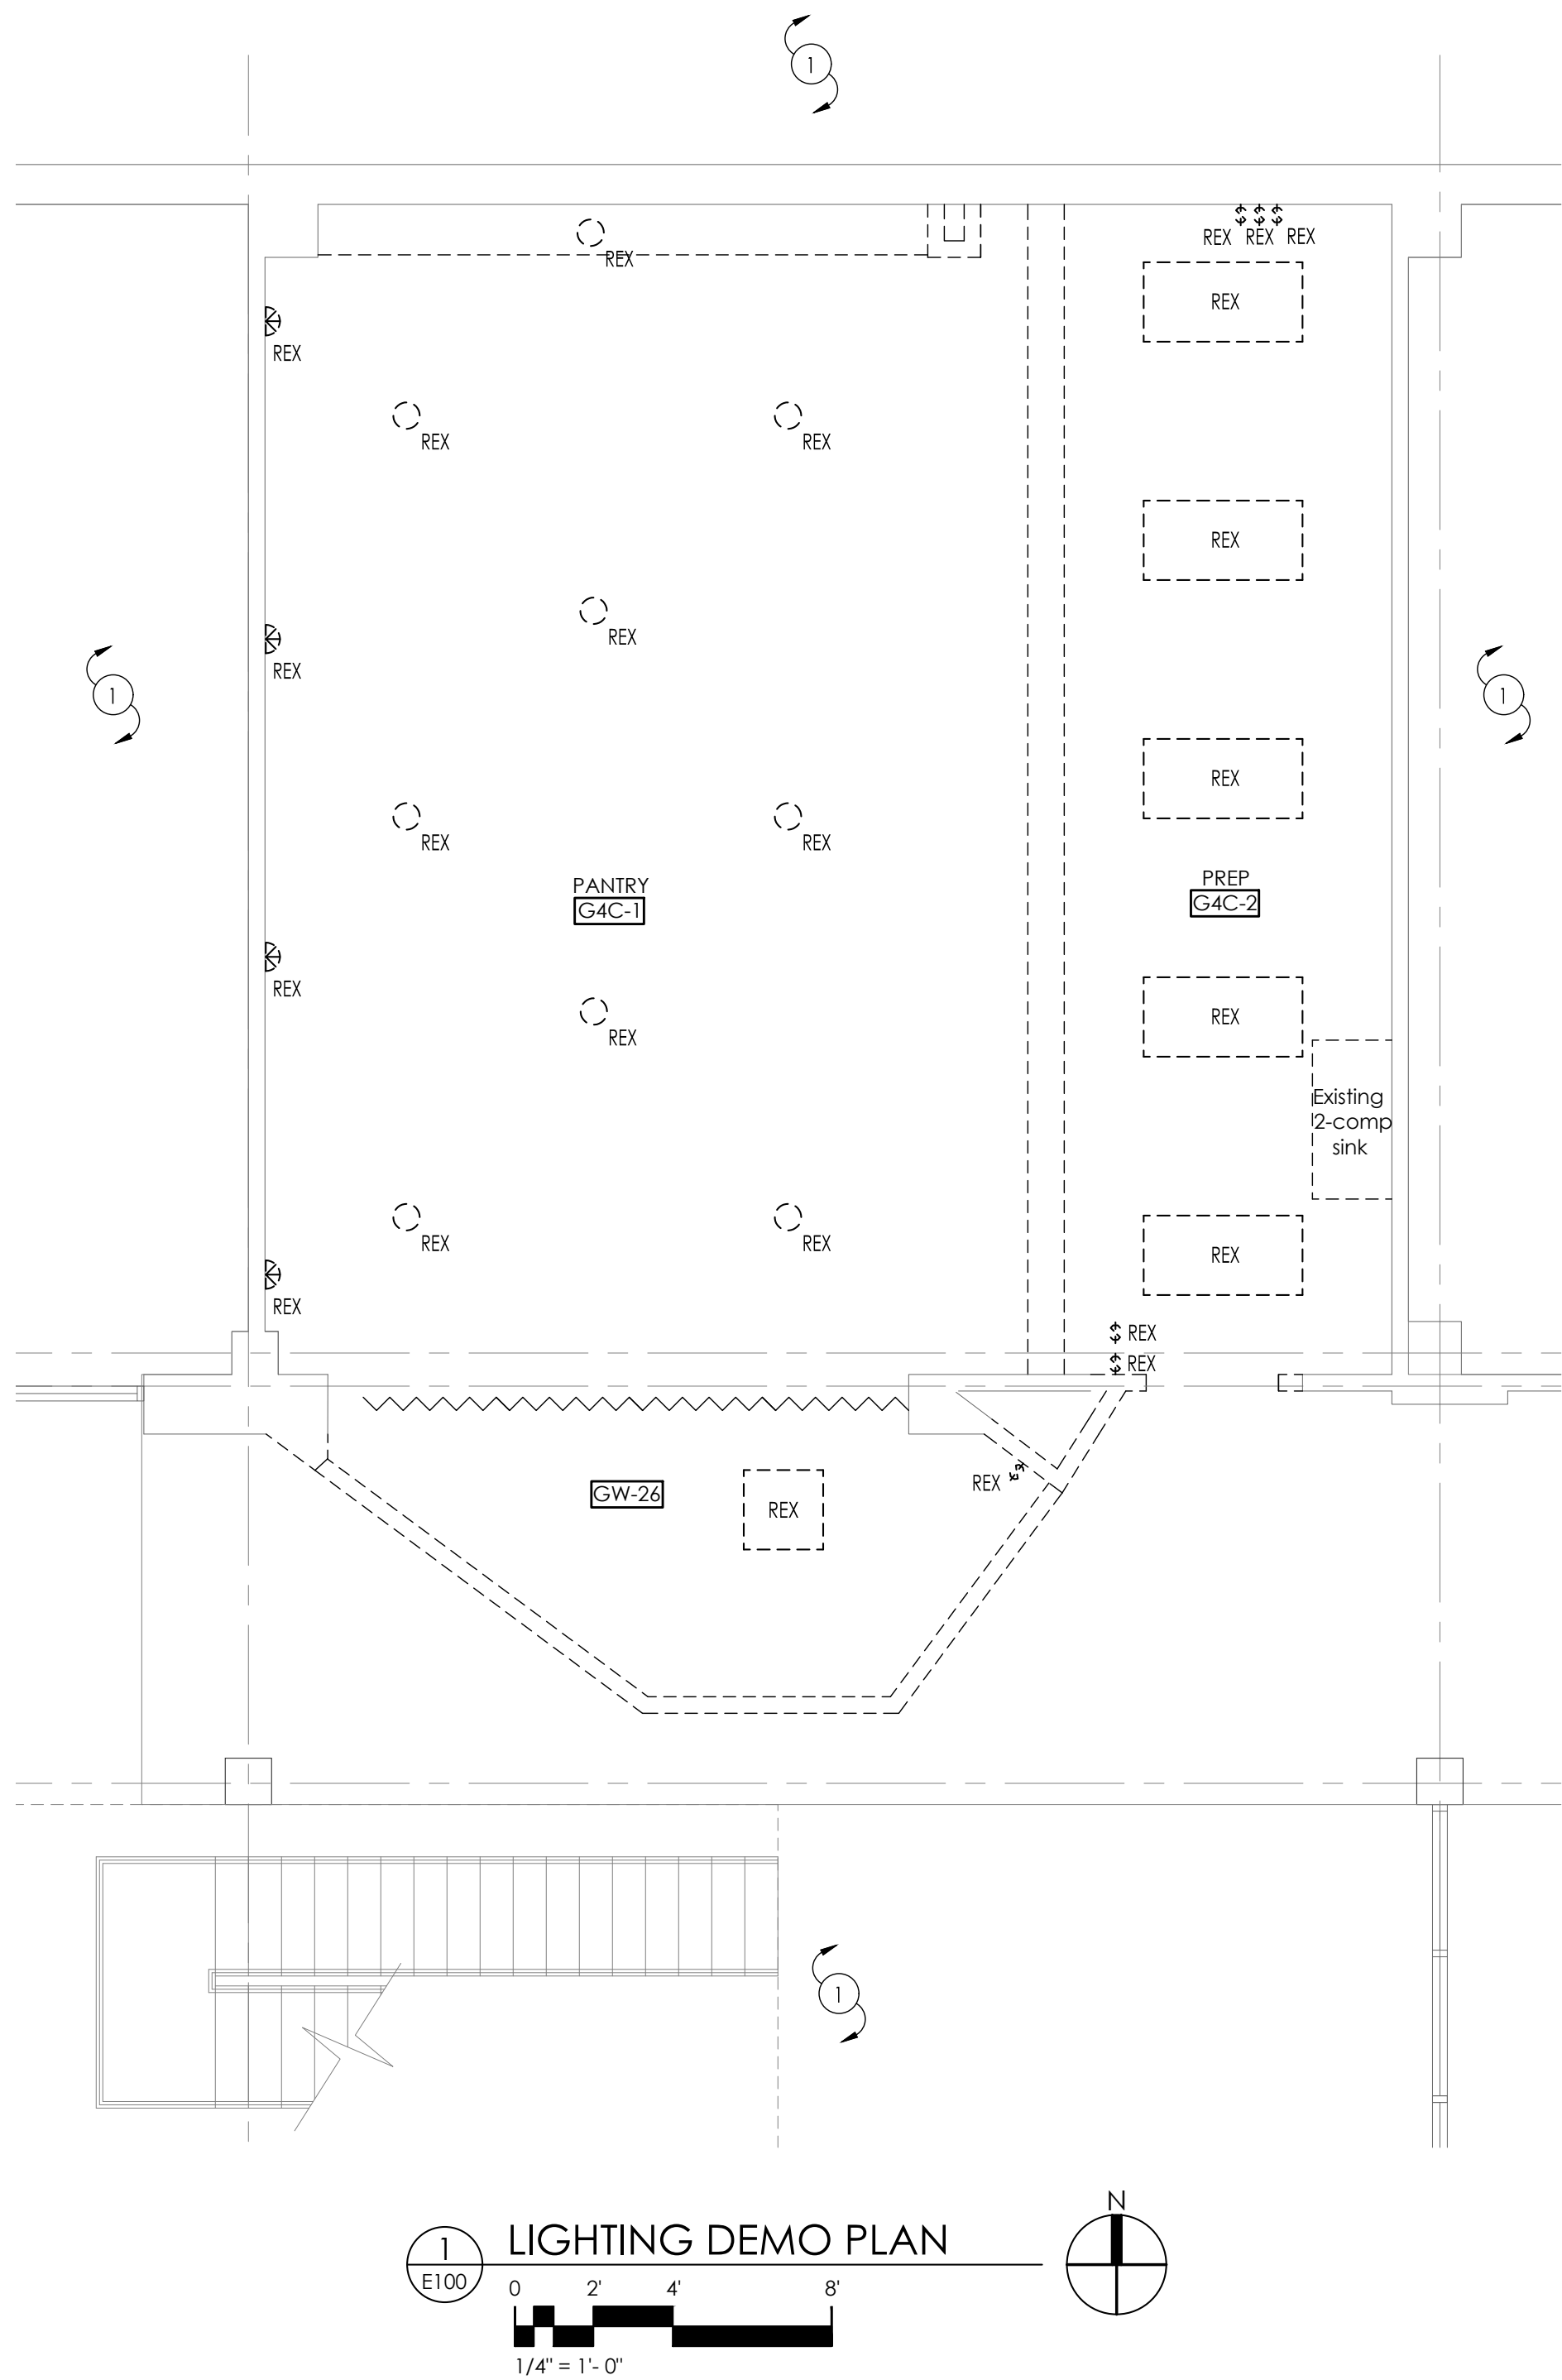 1
REX REX REX
REX
REX
REX
REX REX
REX
REX
REX
1
1
REX
REX REX
PANTRY
G4C-1
PREP
G4C-2
REX
REX
REX
Existing
2-comp
sink
REX REX
REX
REX
REX
REX
REX
GW-26
REX
1
1
E100
LIGHTING DEMO PLAN
N
0 2' 4' 8'
1/4" = 1'- 0"